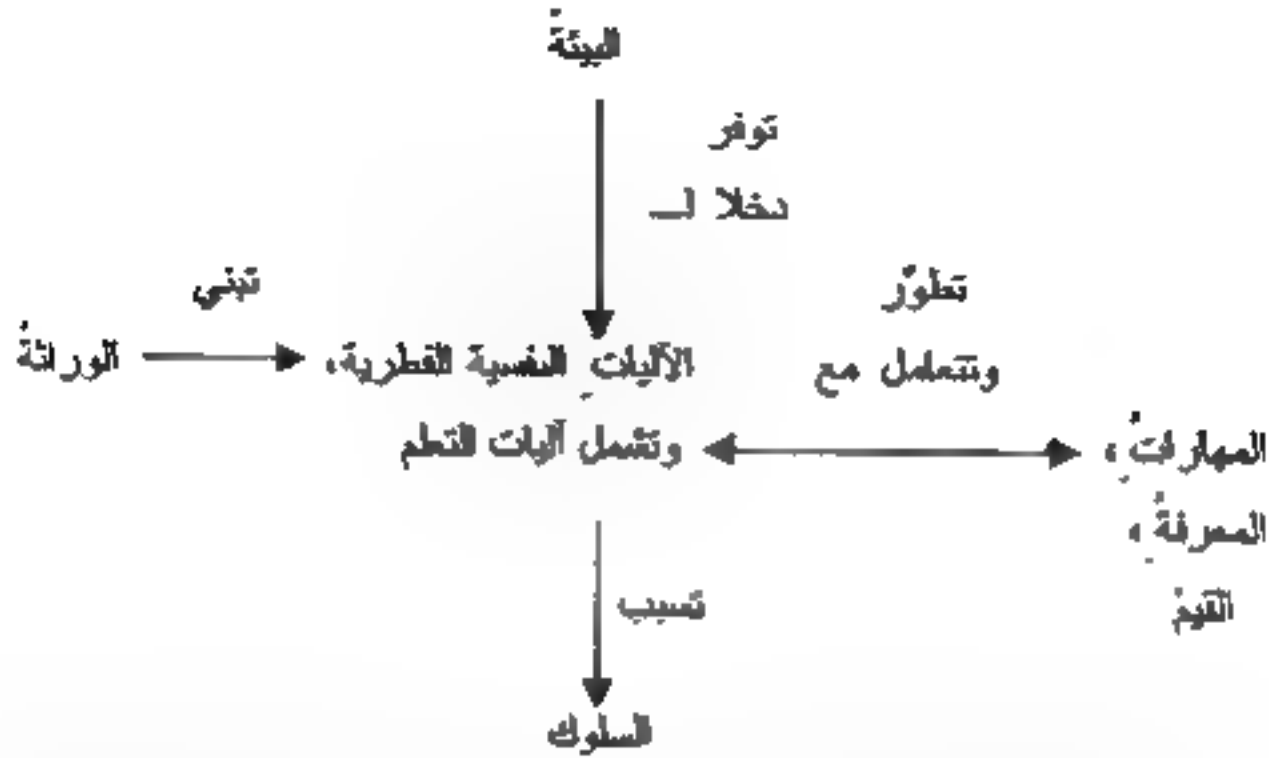 البيئةُ
توفر
دخلا لـــ
تبني
تطوّر
الوراثةُ
الآلياتِ النفسية الفطرية،
وتتعامل مع
وتشمل آليات التعلم
المهاراتُِ،
المعرفةُِ،
القيمُ
تسبب
السلوك